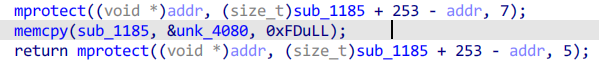 mprotect((void *)addr, (size_t)sub_1185 + 253 - addr, 7);
memcpy(sub_1185, &unk_4080, 0xFDuLL);
return mprotect((void *)addr, (size_t)sub_1185 + 253 - addr, 5);